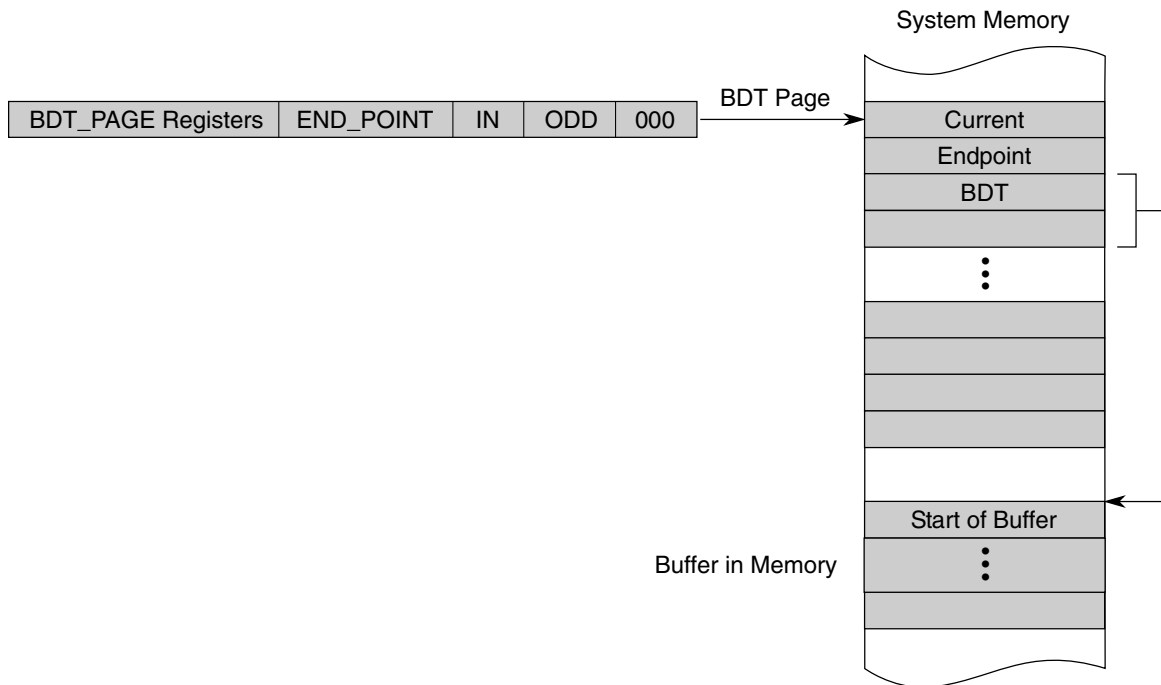 System Memory
BDT_PAGE Registers END_POINT IN ODD 000
BDT Page
Current
Endpoint
BDT
Start of Buffer
Buffer in Memory